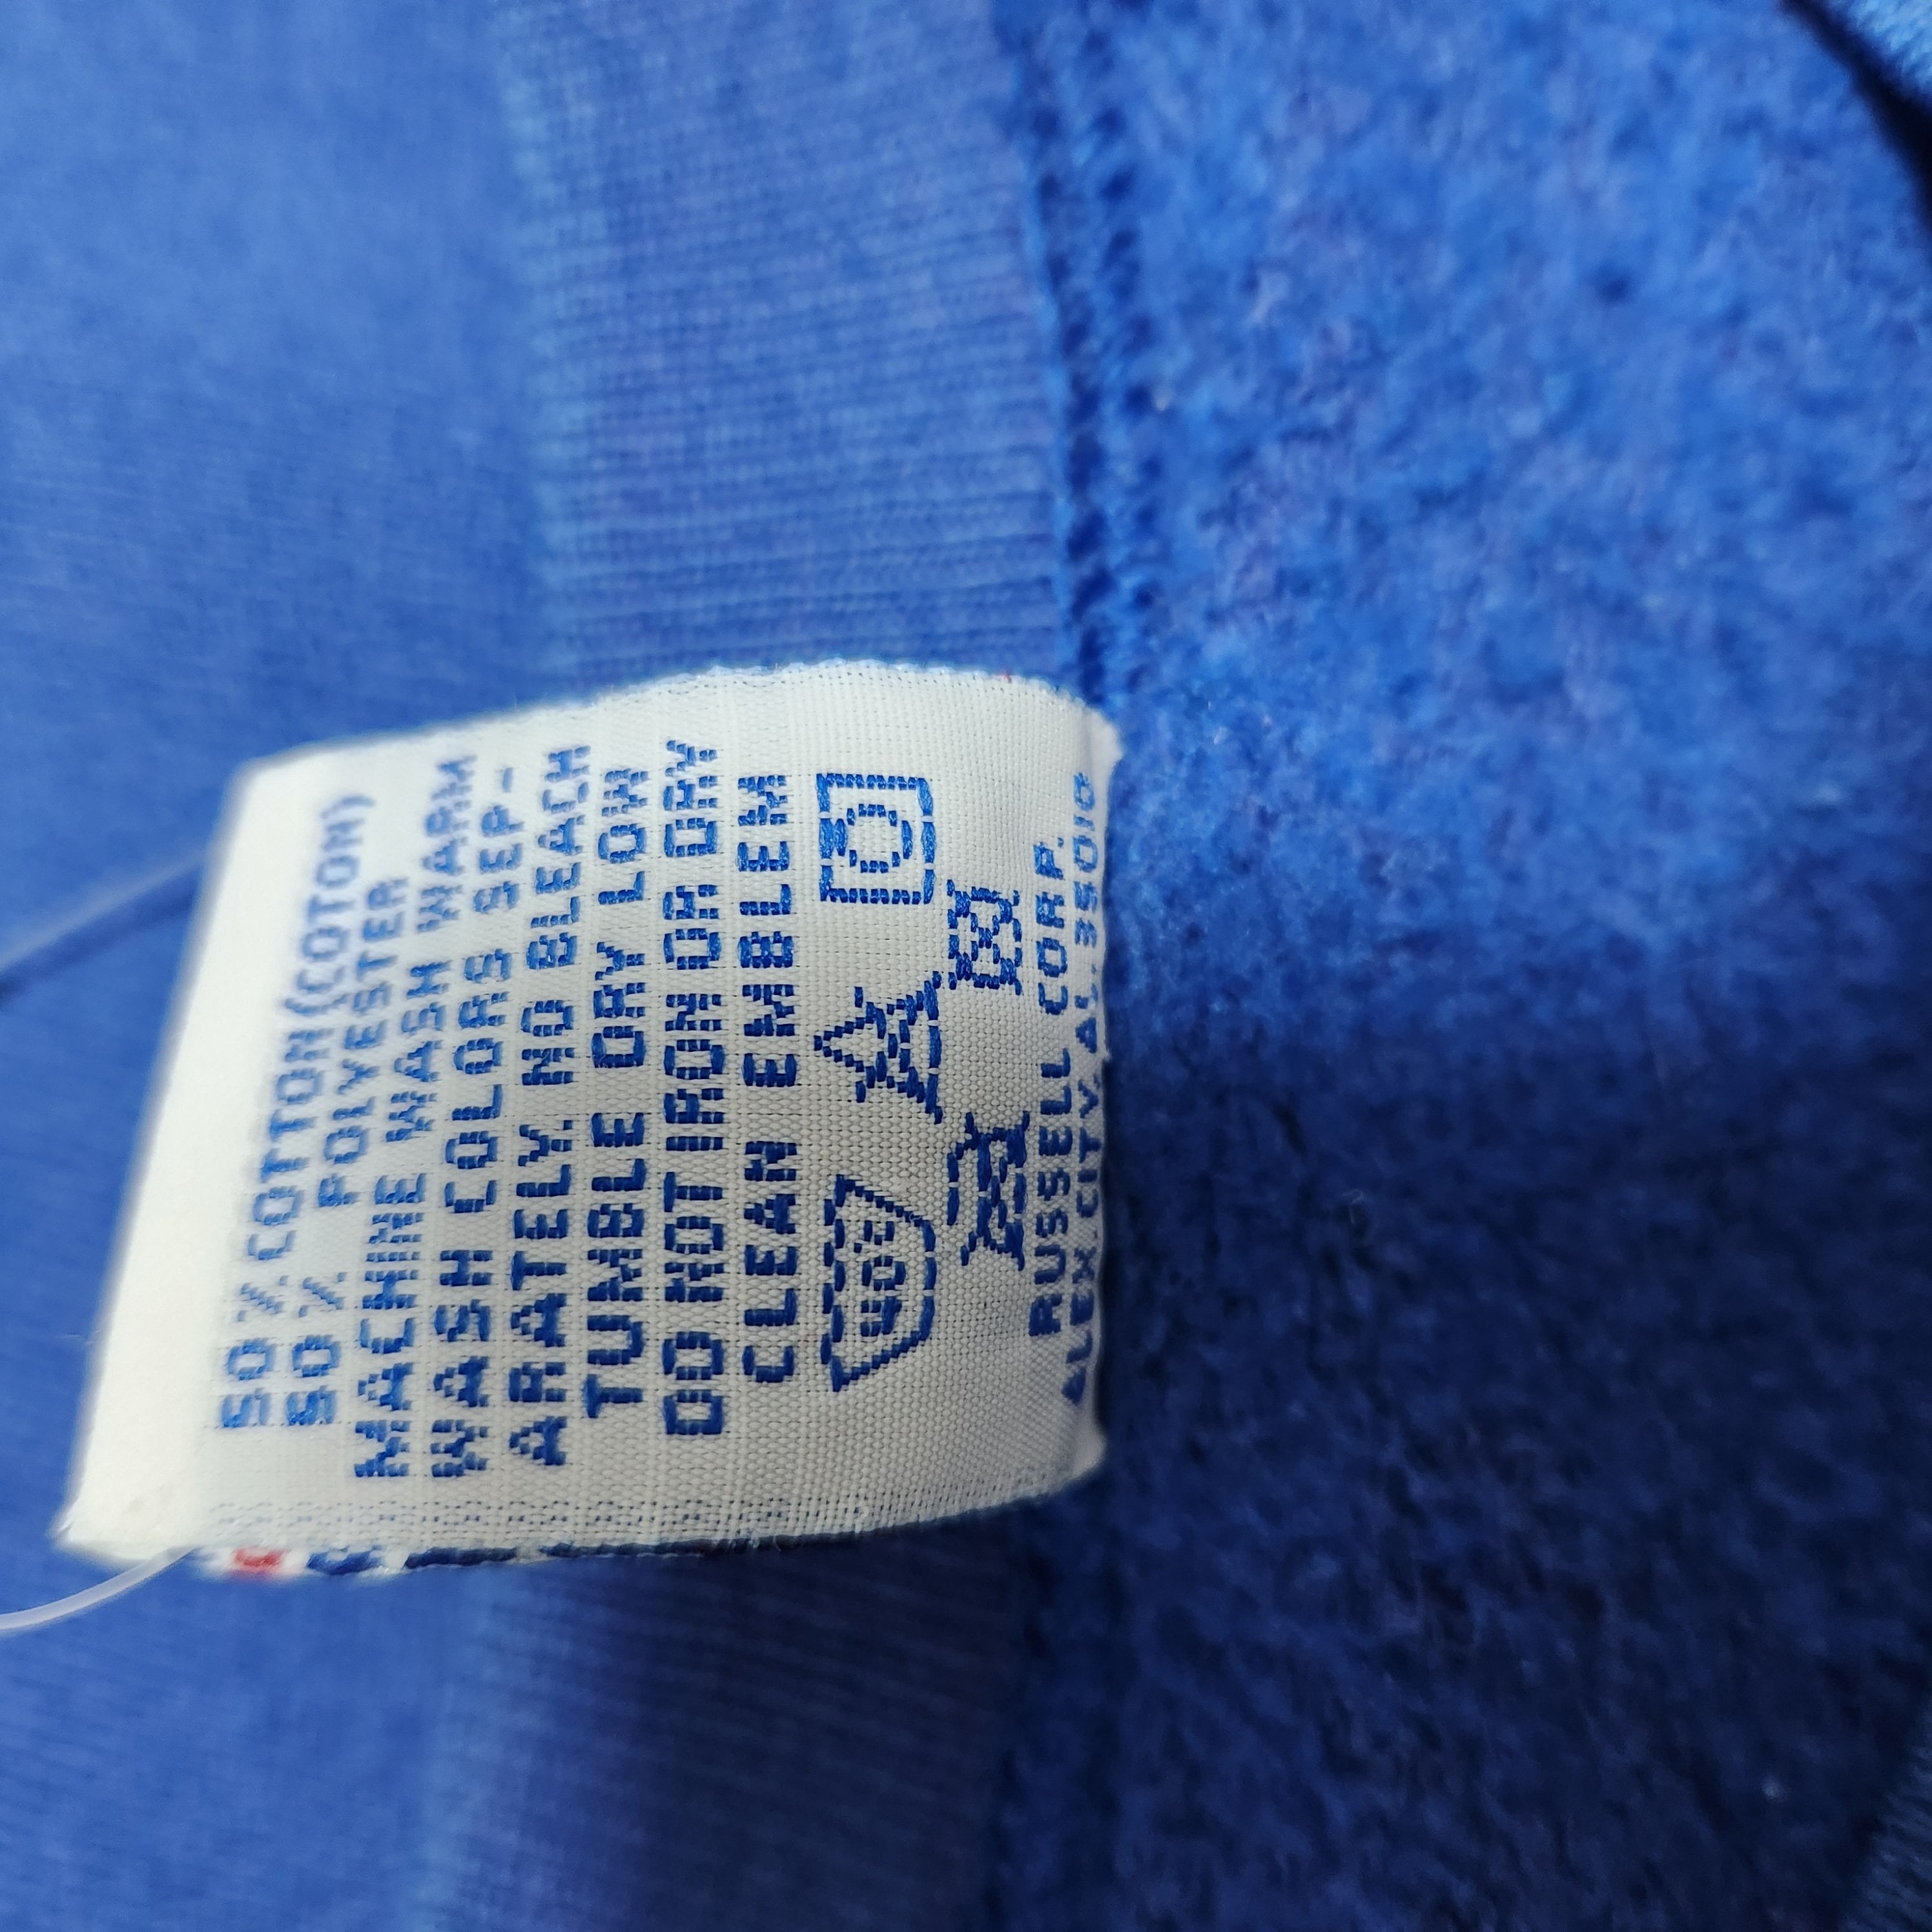 50% COTTON(COTON)
50% POLYESTER
MACHINE WASH WARM
WASH COLORS SEP-
ARATELY. NO BLEACH
TUMBLE DRY LOW
DO NOT IRON OR DRY
CLEAN EMBLEM
40°
RUSSELL CORP.
ALEX CITY, AL. 35010